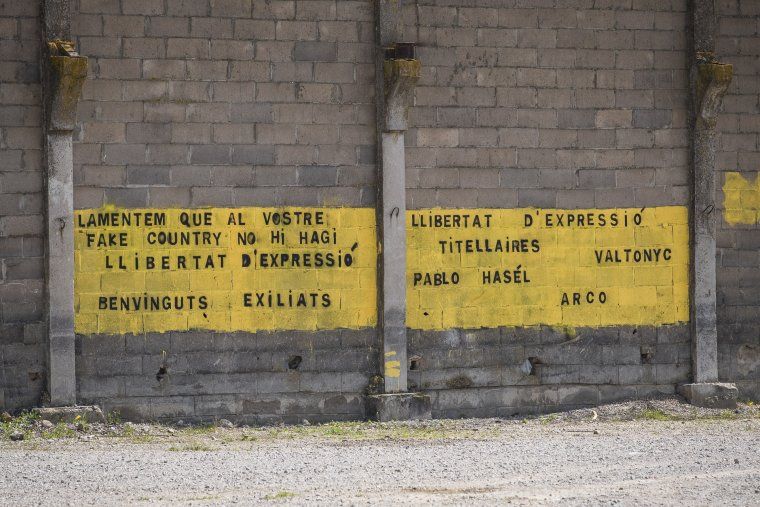 LAMENTEM QUE AL VOSTRE
FAKE COUNTRY NO HI HAGI
LLIBERTAT D'EXPRESSIÓ
BENVINGUTS EXILIATS
LLIBERTAT D'EXPRESSIÓ
TITELLAIRES VALTONYC
PABLO HASÉL
ARCO